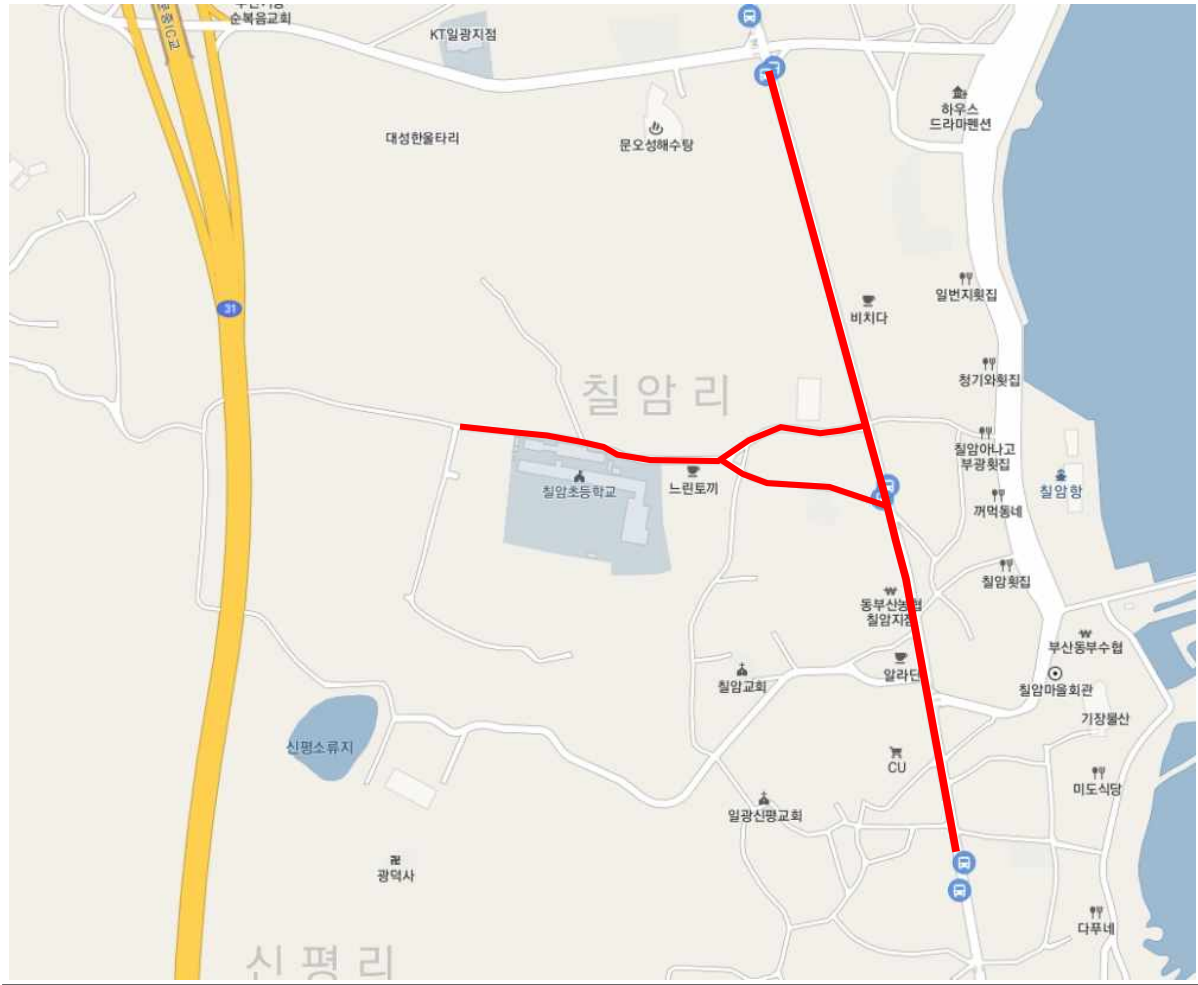 순복음교회
KT일광지점
대성한울타리
문오성해수탕
하우스
드라마펜션
일번지횟집
31
비치다
청기와횟집
칠암리
칠암아나고
부광횟집
칠암항
칠암초등학교
느린토끼
꺼먹동네
칠암횟집
동부산농협
칠암지점
부산동부수협
칠암교회
알라딘
칠암마을회관
기장물산
신평소류지
CU
미도식당
일광신평교회
광덕사
다푸네
신평리